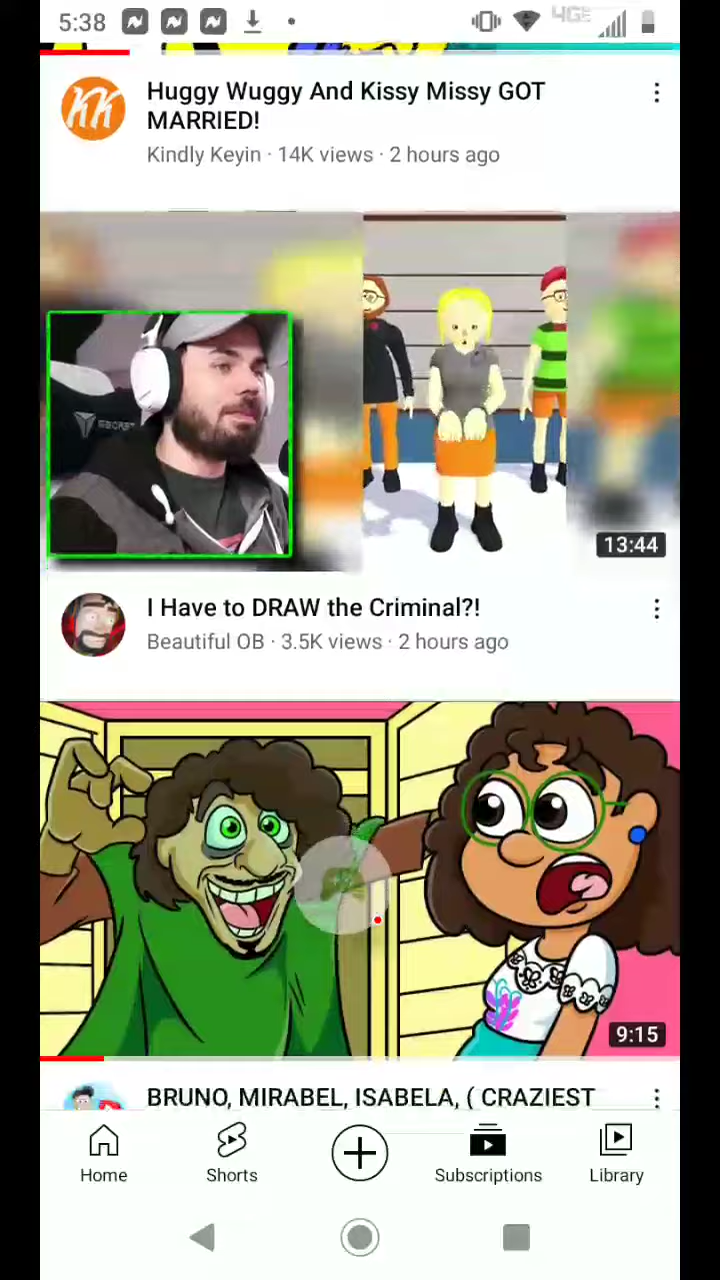 5:38
4GE
Huggy Wuggy And Kissy Missy GOT
MARRIED!
Kindly Keyin · 14K views · 2 hours ago
13:44
I Have to DRAW the Criminal?!
Beautiful OB · 3.5K views · 2 hours ago
9:15
BRUNO, MIRABEL, ISABELA, ( CRAZIEST
Home
Shorts
Subscriptions
Library